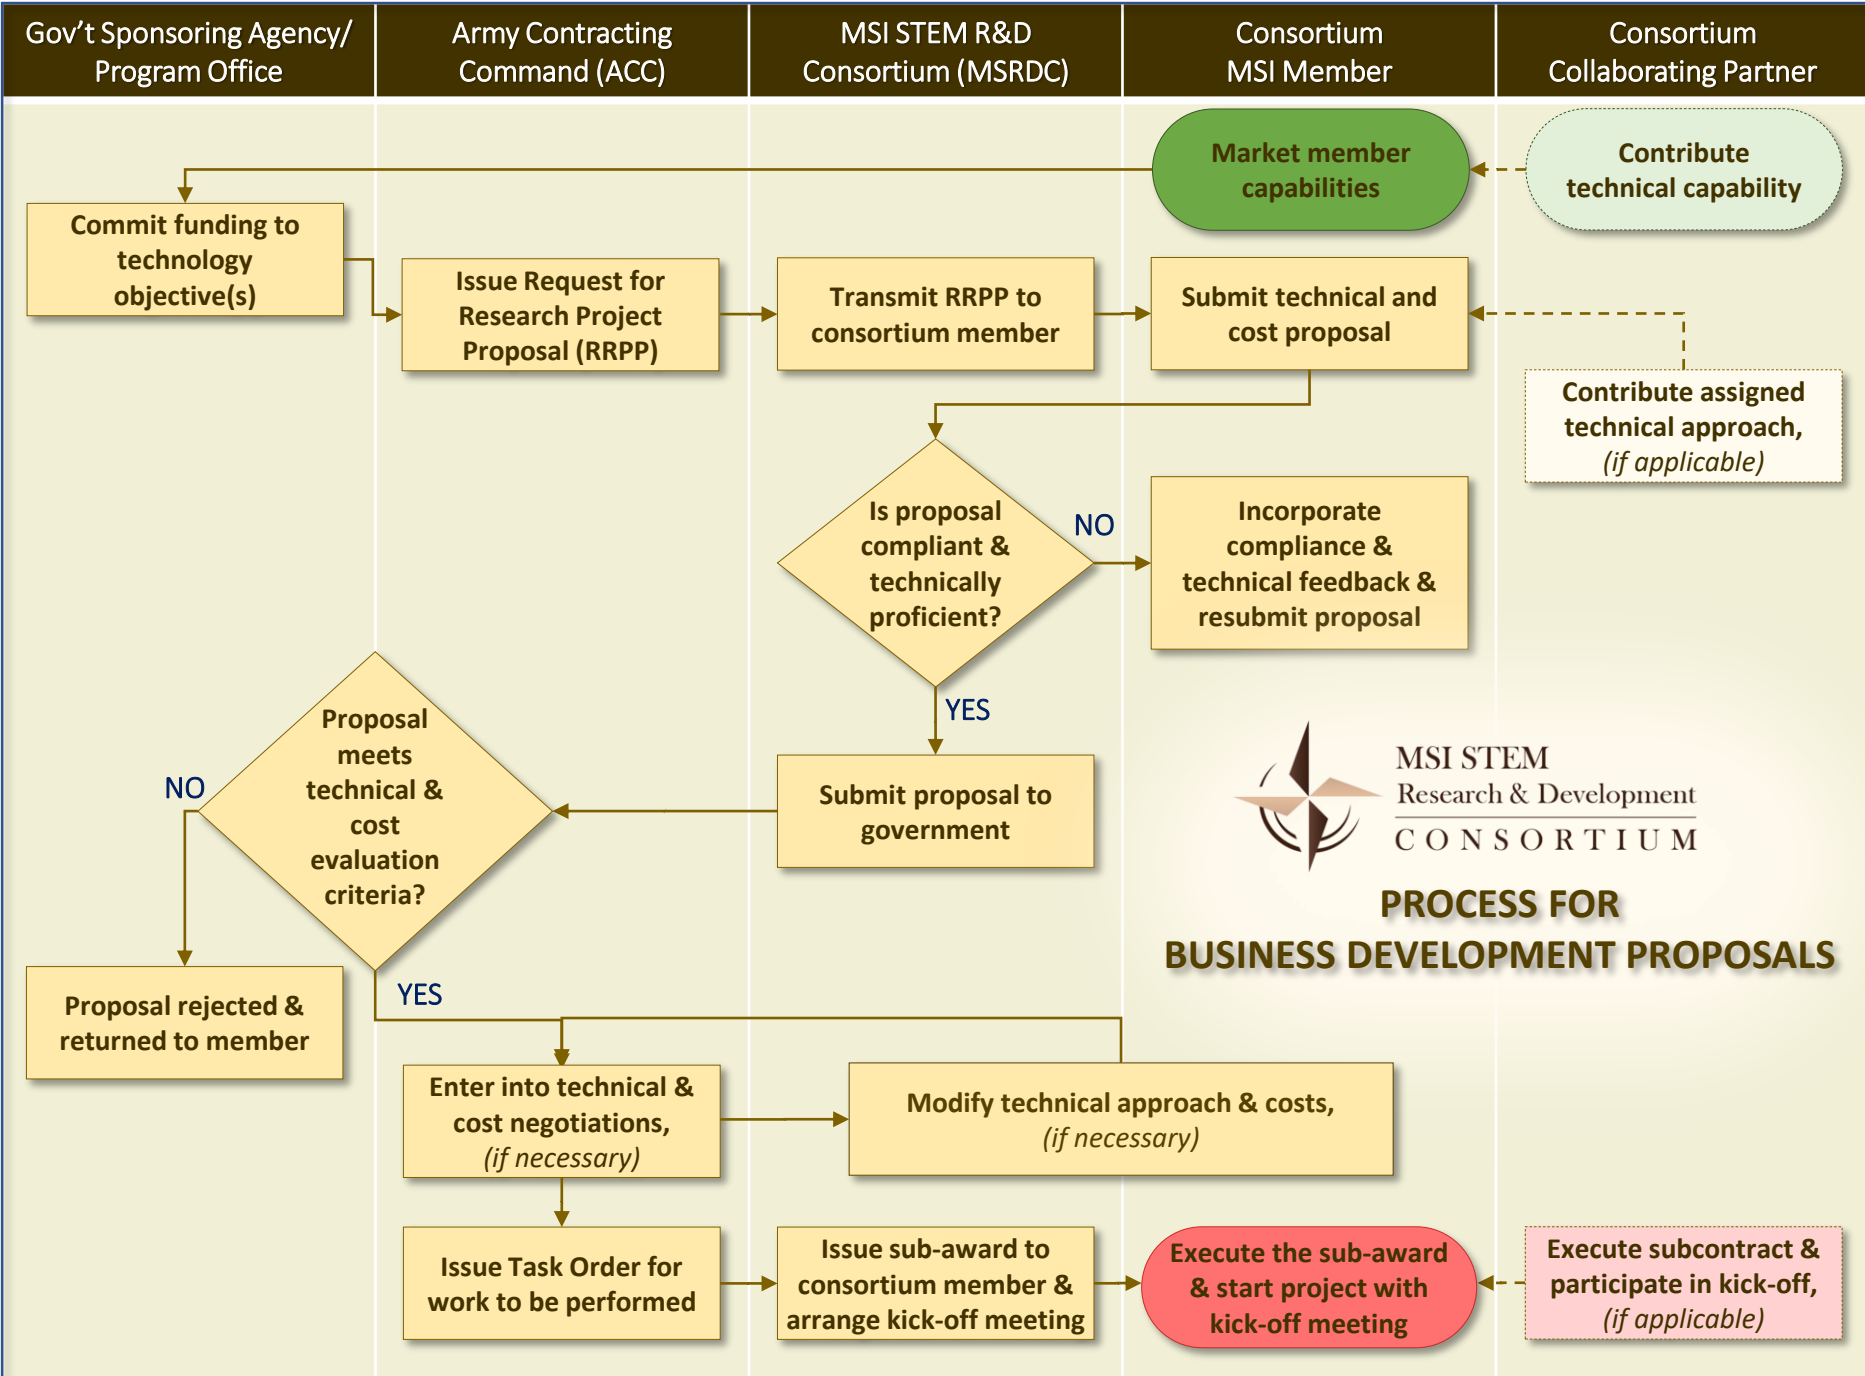 Gov't Sponsoring Agency/
Program Office
Army Contracting
Command (ACC)
MSI STEM R&D
Consortium (MSRDC)
Consortium
MSI Member
Consortium
Collaborating Partner
Market member
capabilities
Contribute
technical capability
Commit funding to
technology
objective(s)
Issue Request for
Research Project
Proposal (RRPP)
Transmit RRPP to
consortium member
Submit technical and
cost proposal
Contribute assigned
technical approach,
(if applicable)
Is proposal
compliant &
technically
proficient?
NO
Incorporate
compliance &
technical feedback &
resubmit proposal
YES
Proposal
meets
technical &
cost
evaluation
criteria?
NO
Submit proposal to
government
MSI STEM
Research & Development
CONSORTIUM
PROCESS FOR
BUSINESS DEVELOPMENT PROPOSALS
Proposal rejected &
returned to member
YES
Enter into technical &
cost negotiations,
(if necessary)
Modify technical approach & costs,
(if necessary)
Issue Task Order for
work to be performed
Issue sub-award to
consortium member &
arrange kick-off meeting
Execute the sub-award
& start project with
kick-off meeting
Execute subcontract &
participate in kick-off,
(if applicable)